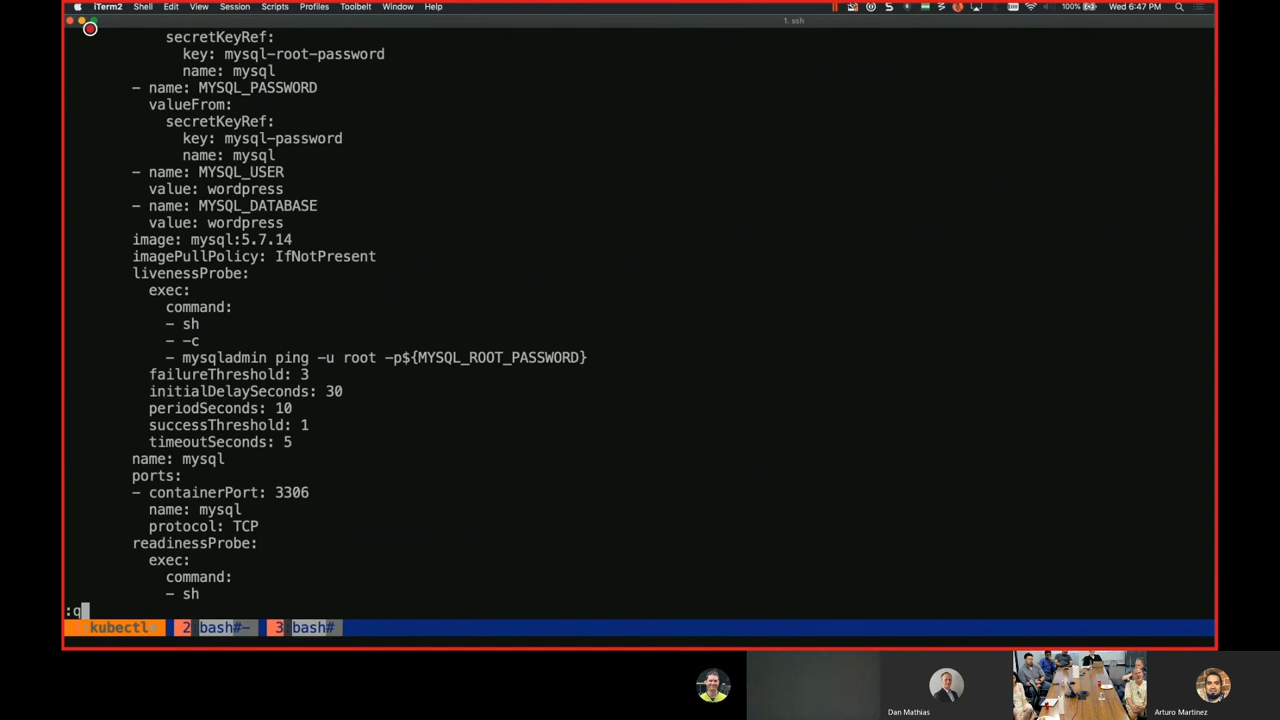 iTerm2 Shell Edit View Session Scripts Profiles Toolbelt Window Help 100% Wed 6:47 PM
1. ssh
secretKeyRef:
key: mysql-root-password
name: mysql
- name: MYSQL_PASSWORD
valueFrom:
secretKeyRef:
key: mysql-password
name: mysql
- name: MYSQL_USER
value: wordpress
- name: MYSQL_DATABASE
value: wordpress
image: mysql:5.7.14
imagePullPolicy: IfNotPresent
livenessProbe:
exec:
command:
- sh
- -c
- mysqladmin ping -u root -p${MYSQL_ROOT_PASSWORD}
failureThreshold: 3
initialDelaySeconds: 30
periodSeconds: 10
successThreshold: 1
timeoutSeconds: 5
name: mysql
ports:
- containerPort: 3306
name: mysql
protocol: TCP
readinessProbe:
exec:
command:
- sh
:q
kubectl 2 bash#- 3 bash#
Dan Mathias Arturo Martinez